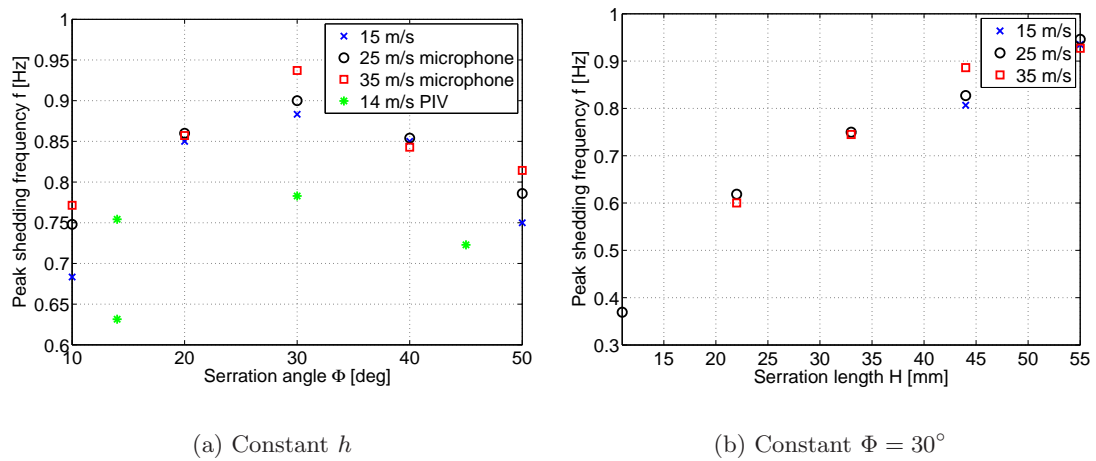 Peak shedding frequency f [Hz]
0.95
0.9
0.85
0.8
0.75
0.7
0.65
0.6
10
20
30
40
50
Serration angle Φ [deg]
15 m/s
25 m/s microphone
35 m/s microphone
14 m/s PIV
(a) Constant h
Peak shedding frequency f [Hz]
1
0.9
0.8
0.7
0.6
0.5
0.4
0.3
15
20
25
30
35
40
45
50
55
Serration length H [mm]
15 m/s
25 m/s
35 m/s
(b) Constant Φ = 30°